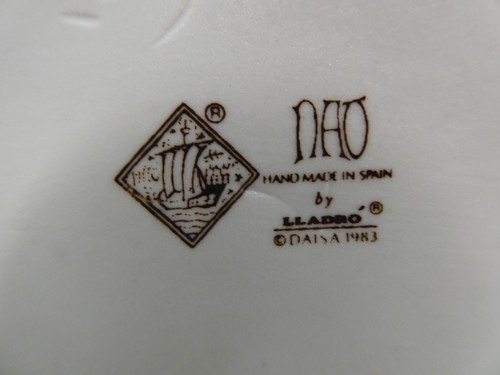 ®
NAO
HAND MADE IN SPAIN
by
LLADRÓ ®
© DAISA 1983